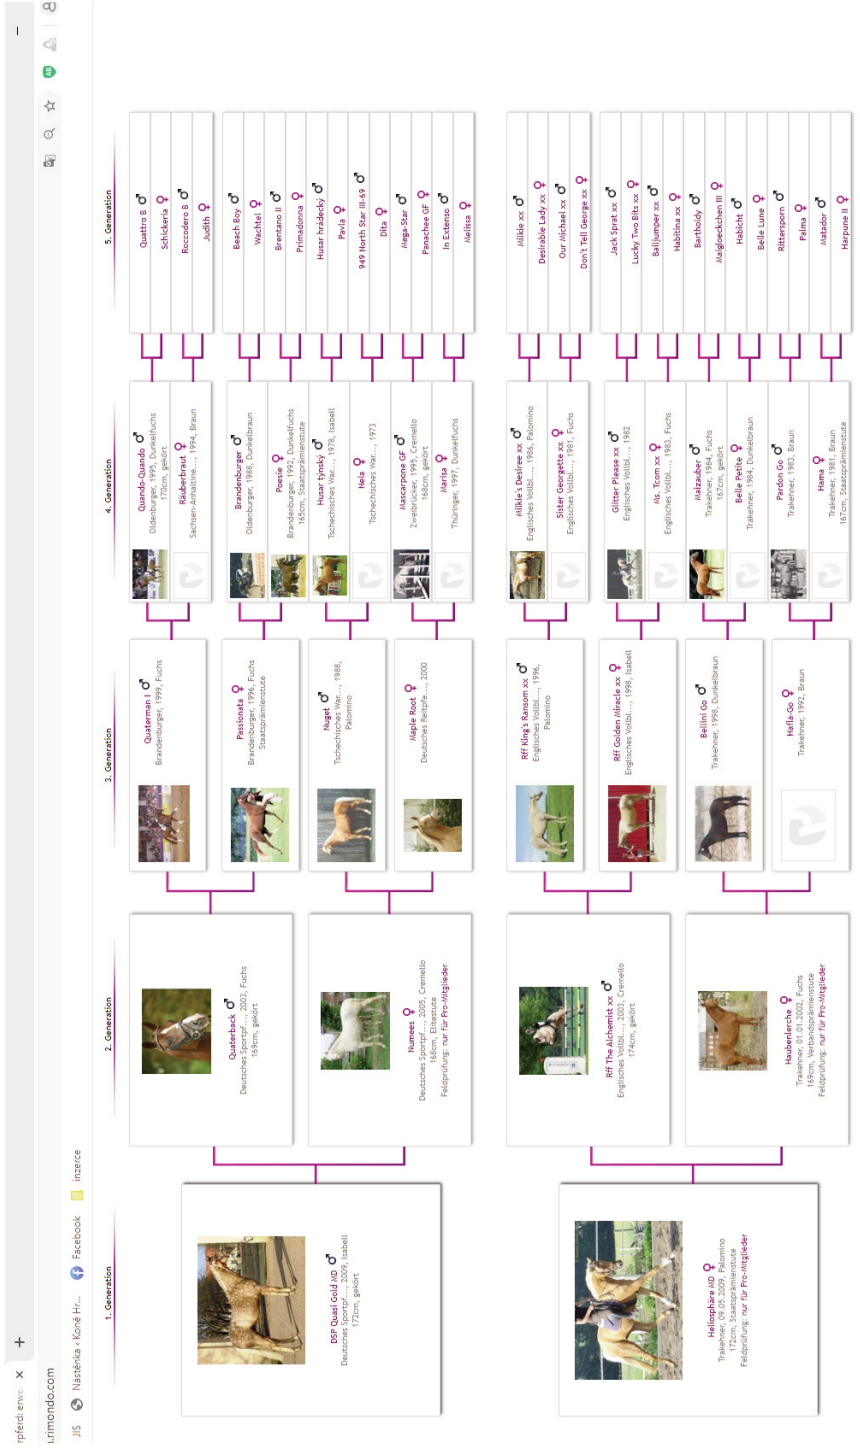 rpferd: erwe × +
.rimondo.com
JIS Nástěnka ‹ Koně Hr... Facebook inzerce
1. Generation
DSP Quasi Gold MD ♂
Deutsches Sportpf..., 2009, Isabell
172cm, gekört
Heliosphäre MD ♀
Trakehner, 09.05.2009, Palomino
172cm, Staatsprämienstute
Feldprüfung: nur für Pro-Mitglieder
2. Generation
Quaterback ♂
Deutsches Sportpf..., 2003, Fuchs
169cm, gekört
Numees ♀
Deutsches Sportpf..., 2005, Cremello
168cm, Elitestute
Feldprüfung: nur für Pro-Mitglieder
Rff The Alchemist xx ♂
Englisches Vollbl..., 2003, Cremello
174cm, gekört
Haubenlerche ♀
Trakehner, 01.01.2002, Fuchs
169cm, Verbandsprämienstute
Feldprüfung: nur für Pro-Mitglieder
3. Generation
Quaterman I ♂
Brandenburger, 1999, Fuchs
Passionata ♀
Brandenburger, 1996, Fuchs
Staatsprämienstute
Nuget ♂
Tschechisches War..., 1988,
Palomino
Maple Root ♀
Deutsches Reitpfe..., 2000
Rff King's Ransom xx ♂
Englisches Vollbl..., 1996,
Palomino
Rff Golden Miracle xx ♀
Englisches Vollbl..., 1998, Isabell
Bellini Go ♂
Trakehner, 1998, Dunkelbraun
Hafla-Go ♀
Trakehner, 1992, Braun
4. Generation
Quando-Quando ♂
Oldenburger, 1995, Dunkelfuchs
170cm, gekört
Räuberbraut ♀
Sachsen-Anhaltine..., 1994, Braun
Brandenburger ♂
Oldenburger, 1988, Dunkelbraun
Poesie ♀
Brandenburger, 1992, Dunkelfuchs
165cm, Staatsprämienstute
Husar týnský ♂
Tschechisches War..., 1978, Isabell
Nela ♀
Tschechisches War..., 1973
Mascarpone GF ♂
Zweibrücker, 1995, Cremello
168cm, gekört
Marisa ♀
Thüringer, 1997, Dunkelfuchs
Milkie's Desiree xx ♂
Englisches Vollbl..., 1986, Palomino
Sister Georgette xx ♀
Englisches Vollbl..., 1981, Fuchs
Glitter Please xx ♂
Englisches Vollbl..., 1982
Ms. Tcom xx ♀
Englisches Vollbl..., 1983, Fuchs
Maizauber ♂
Trakehner, 1984, Fuchs
167cm, gekört
Belle Petite ♀
Trakehner, 1984, Dunkelbraun
Pardon Go ♂
Trakehner, 1983, Braun
Hama ♀
Trakehner, 1981, Braun
167cm, Staatsprämienstute
5. Generation
Quattro B ♂
Schickeria ♀
Roccodero B ♂
Judith ♀
Beach Boy ♂
Wachtel ♀
Brentano II ♂
Primadonna ♀
Husar hrádecký ♂
Pavla ♀
949 North Star III-69 ♂
Dita ♀
Mega-Star ♂
Panachee GF ♀
In Extenso ♂
Melissa ♀
Milkie xx ♂
Desirable Lady xx ♀
Our Michael xx ♂
Don't Tell George xx ♀
Jack Sprat xx ♂
Lucky Two Bits xx ♀
Balljumper xx ♂
Habitina xx ♀
Bartholdy ♂
Maigloeckchen III ♀
Habicht ♂
Belle Lune ♀
Rittersporn ♂
Palma ♀
Matador ♂
Harpune II ♀